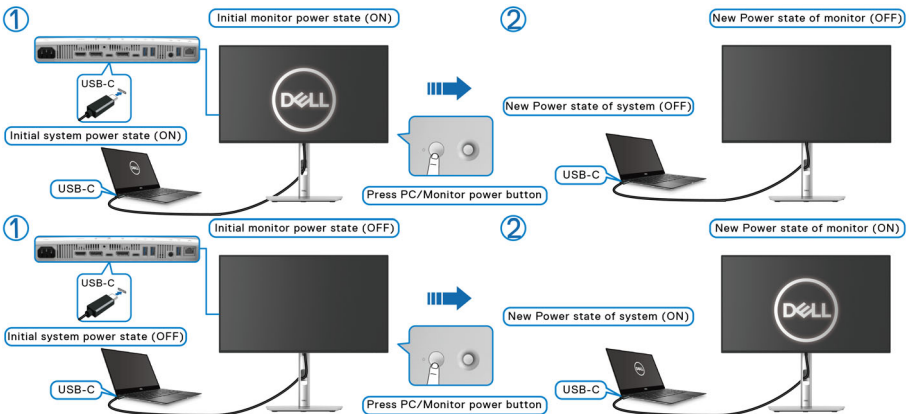 1
Initial monitor power state (ON)
2
New Power state of monitor (OFF)
USB-C
DELL
New Power state of system (OFF)
Initial system power state (ON)
USB-C
USB-C
Press PC/Monitor power button
1
Initial monitor power state (OFF)
2
New Power state of monitor (ON)
USB-C
New Power state of system (ON)
DELL
Initial system power state (OFF)
USB-C
USB-C
Press PC/Monitor power button